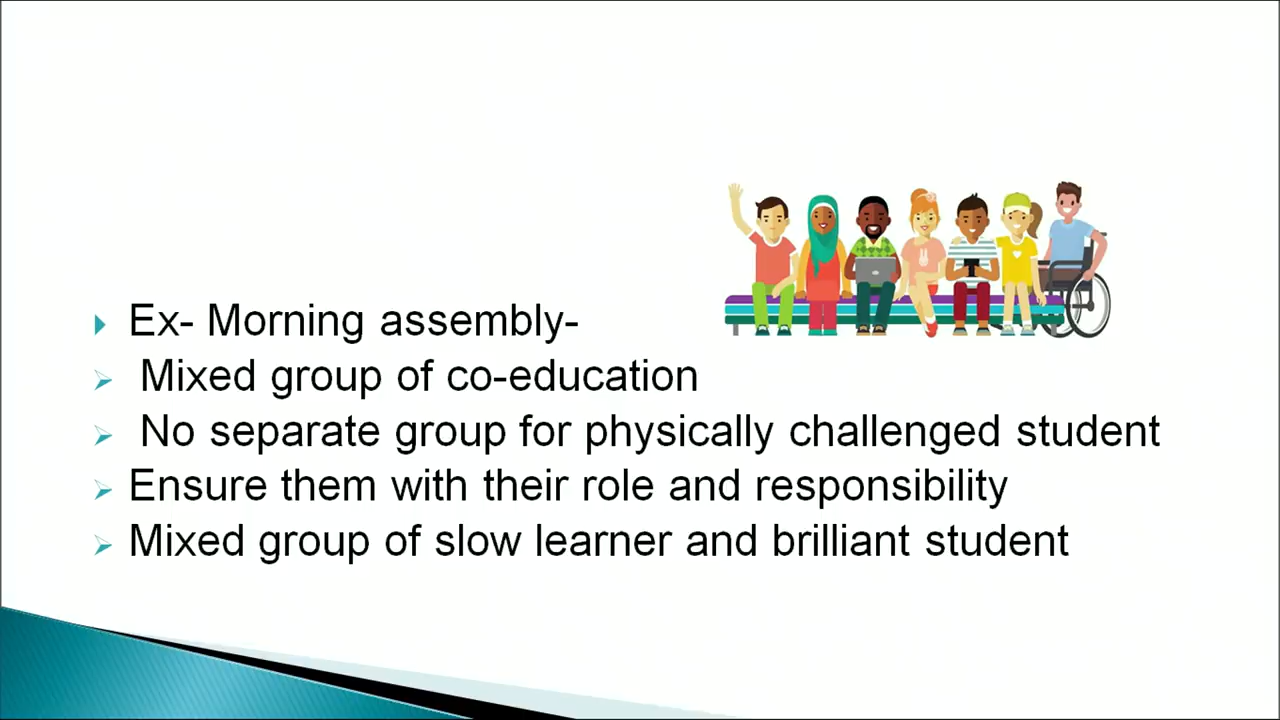 Ex- Morning assembly-
Mixed group of co-education
No separate group for physically challenged student
Ensure them with their role and responsibility
Mixed group of slow learner and brilliant student